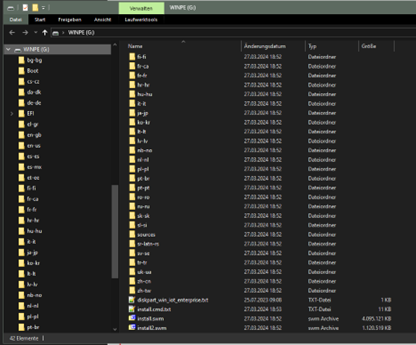 Verwalten
WINPE (G:)
Datei
Start
Freigeben
Ansicht
Laufwerktools
WINPE (G:)
WINPE (G:)
bg-bg
Boot
cs-cz
da-dk
de-de
EFI
el-gr
en-gb
en-us
es-es
es-mx
et-ee
fi-fi
fr-ca
fr-fr
hr-hr
hu-hu
it-it
ja-jp
ko-kr
lt-lt
lv-lv
nb-no
nl-nl
pl-pl
pt-br
Name Änderungsdatum Typ Größe
fi-fi 27.03.2024 18:52 Dateiordner
fr-ca 27.03.2024 18:52 Dateiordner
fr-fr 27.03.2024 18:52 Dateiordner
hr-hr 27.03.2024 18:52 Dateiordner
hu-hu 27.03.2024 18:52 Dateiordner
it-it 27.03.2024 18:52 Dateiordner
ja-jp 27.03.2024 18:52 Dateiordner
ko-kr 27.03.2024 18:52 Dateiordner
lt-lt 27.03.2024 18:52 Dateiordner
lv-lv 27.03.2024 18:52 Dateiordner
nb-no 27.03.2024 18:52 Dateiordner
nl-nl 27.03.2024 18:52 Dateiordner
pl-pl 27.03.2024 18:52 Dateiordner
pt-br 27.03.2024 18:52 Dateiordner
pt-pt 27.03.2024 18:52 Dateiordner
ro-ro 27.03.2024 18:52 Dateiordner
ru-ru 27.03.2024 18:52 Dateiordner
sk-sk 27.03.2024 18:52 Dateiordner
sl-si 27.03.2024 18:52 Dateiordner
sources 27.03.2024 18:52 Dateiordner
sr-latn-rs 27.03.2024 18:52 Dateiordner
sv-se 27.03.2024 18:52 Dateiordner
tr-tr 27.03.2024 18:52 Dateiordner
uk-ua 27.03.2024 18:52 Dateiordner
zh-cn 27.03.2024 18:52 Dateiordner
zh-tw 27.03.2024 18:52 Dateiordner
diskpart_win_iot_enterprise.txt 25.07.2023 09:00 TXT-Datei 1 KB
install.cmd.txt 27.03.2024 18:52 TXT-Datei 11 KB
install.swm 27.03.2024 18:52 swm Archive 4.095.121 KB
install2.swm 27.03.2024 18:52 swm Archive 1.120.510 KB
42 Elemente